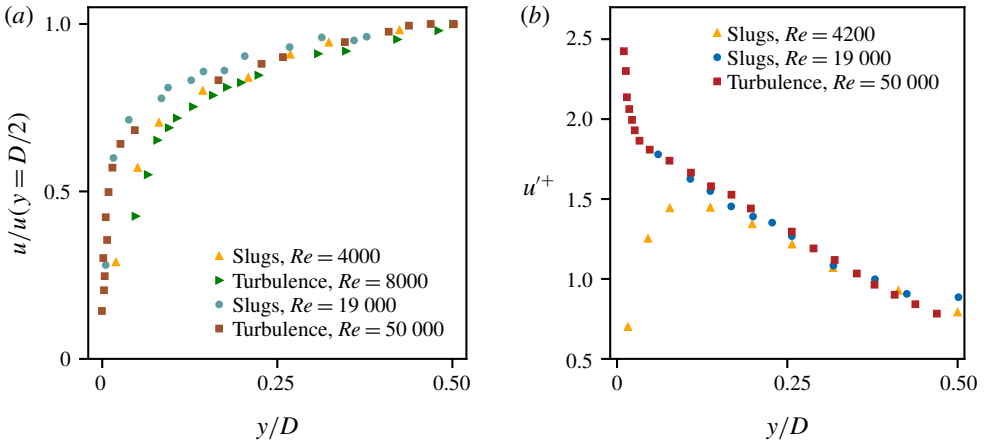 (a)
1.0
0.5
0
u/u(y = D/2)
Slugs, Re = 4000
Turbulence, Re = 8000
Slugs, Re = 19 000
Turbulence, Re = 50 000
0
0.25
0.50
y/D
(b)
2.5
2.0
1.5
1.0
0.5
u′+
Slugs, Re = 4200
Slugs, Re = 19 000
Turbulence, Re = 50 000
0
0.25
0.50
y/D